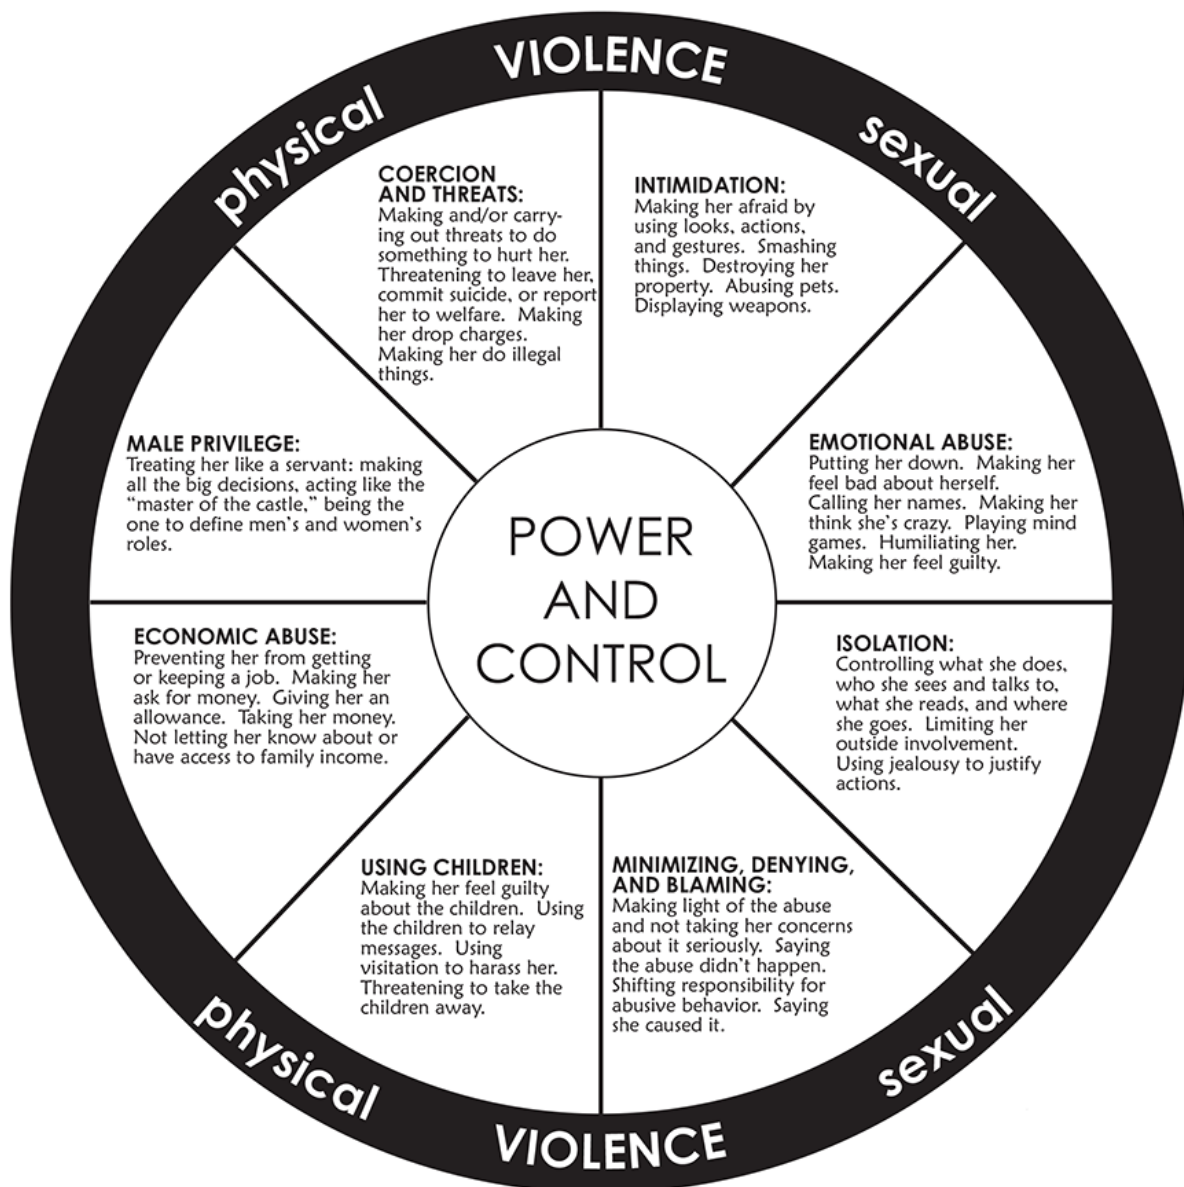 VIOLENCE
physical
sexual
COERCION
AND THREATS:
Making and/or carry-
ing out threats to do
something to hurt her.
Threatening to leave her,
commit suicide, or report
her to welfare. Making
her drop charges.
Making her do illegal
things.
INTIMIDATION:
Making her afraid by
using looks, actions,
and gestures. Smashing
things. Destroying her
property. Abusing pets.
Displaying weapons.
MALE PRIVILEGE:
Treating her like a servant: making
all the big decisions, acting like the
“master of the castle,” being the
one to define men’s and women’s
roles.
EMOTIONAL ABUSE:
Putting her down. Making her
feel bad about herself.
Calling her names. Making her
think she’s crazy. Playing mind
games. Humiliating her.
Making her feel guilty.
POWER
AND
CONTROL
ECONOMIC ABUSE:
Preventing her from getting
or keeping a job. Making her
ask for money. Giving her an
allowance. Taking her money.
Not letting her know about or
have access to family income.
ISOLATION:
Controlling what she does,
who she sees and talks to,
what she reads, and where
she goes. Limiting her
outside involvement.
Using jealousy to justify
actions.
USING CHILDREN:
Making her feel guilty
about the children. Using
the children to relay
messages. Using
visitation to harass her.
Threatening to take the
children away.
MINIMIZING, DENYING,
AND BLAMING:
Making light of the abuse
and not taking her concerns
about it seriously. Saying
the abuse didn’t happen.
Shifting responsibility for
abusive behavior. Saying
she caused it.
physical
sexual
VIOLENCE